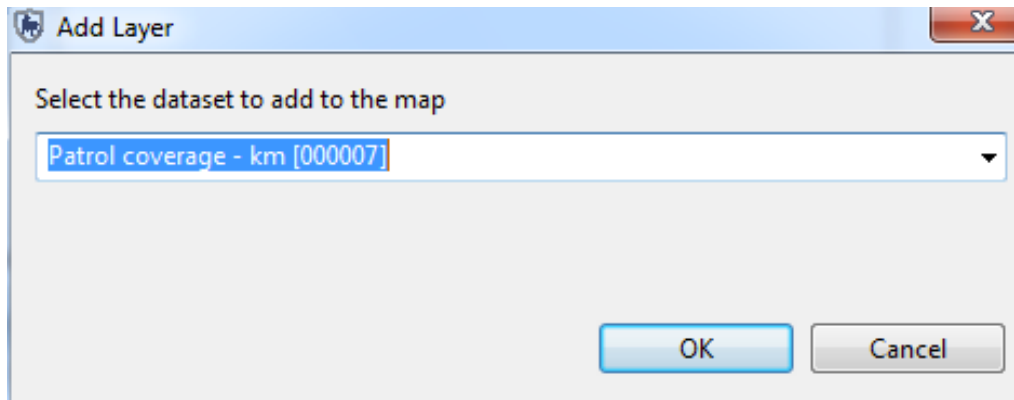 Add Layer
Select the dataset to add to the map
Patrol coverage - km [000007]
OK
Cancel